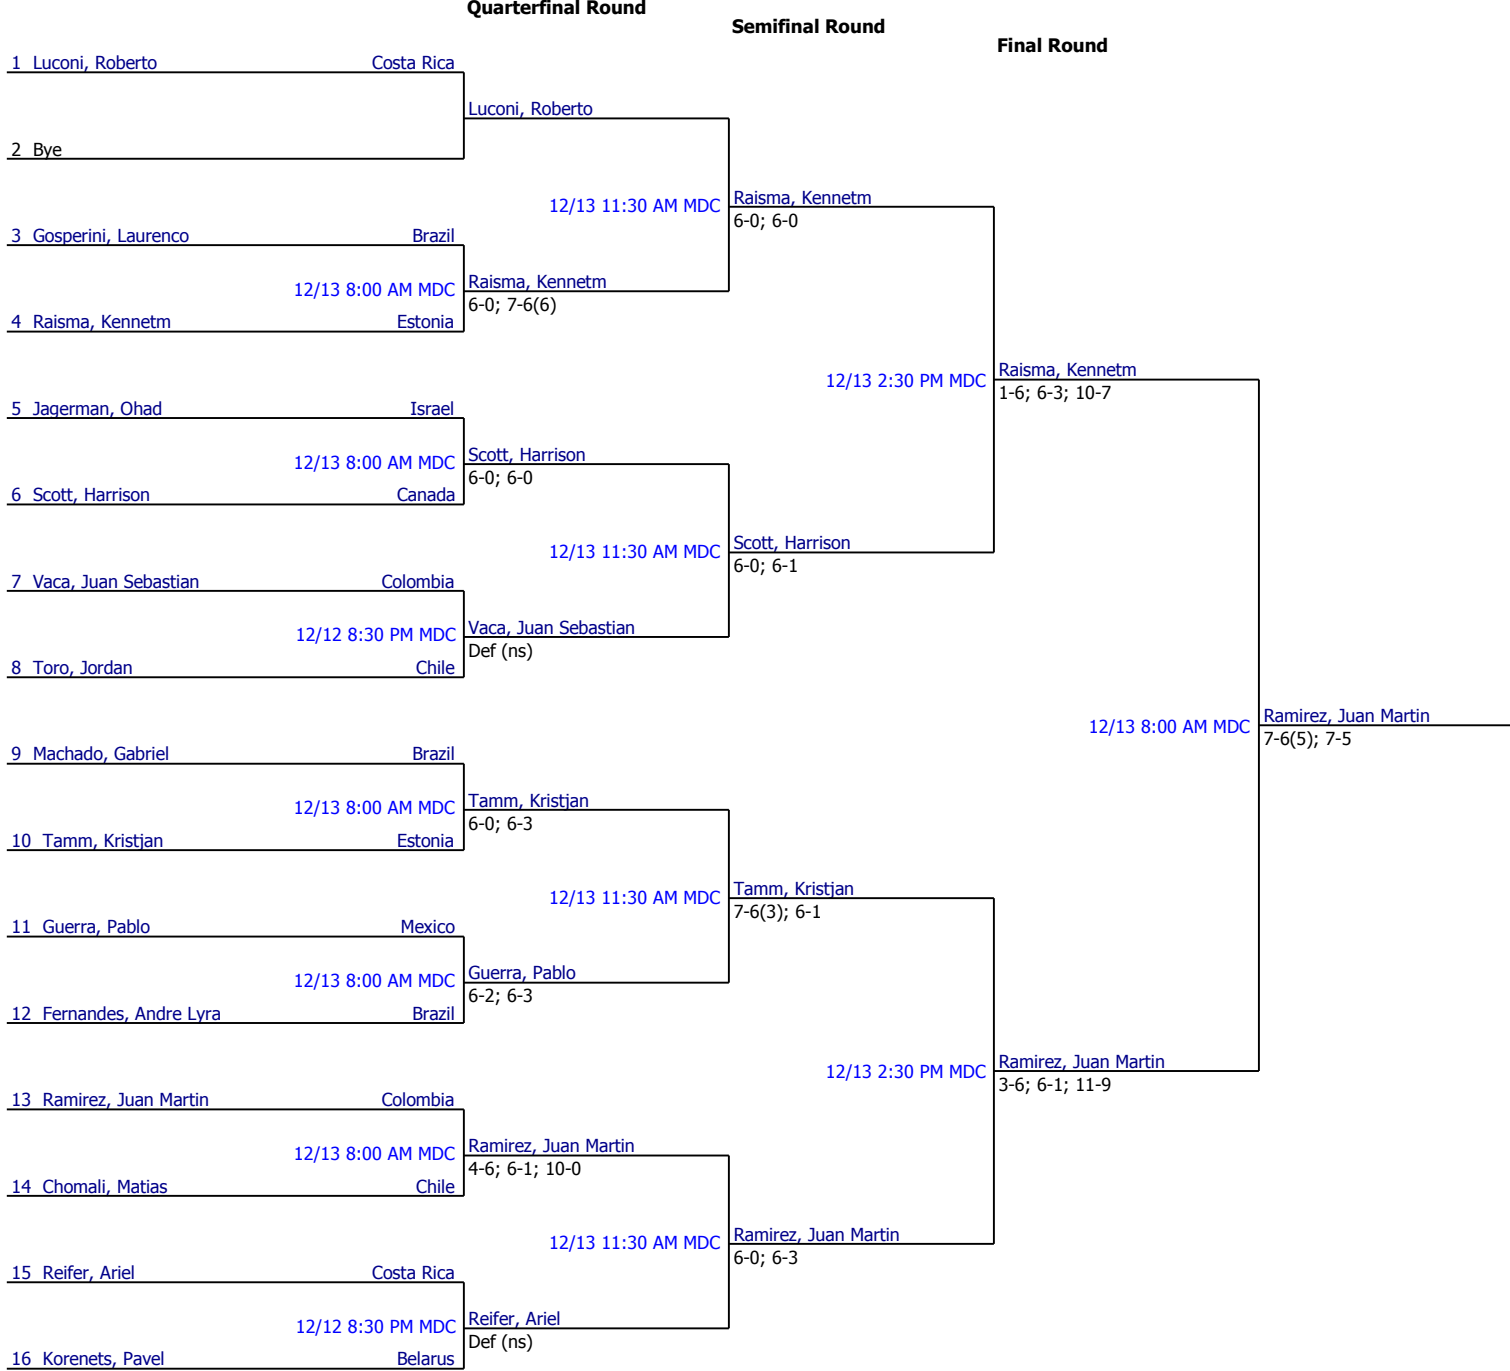 Quarterfinal Round
Semifinal Round
Final Round
1 Luconi, Roberto Costa Rica
Luconi, Roberto
2 Bye
12/13 11:30 AM MDC Raisma, Kennetm
6-0; 6-0
3 Gosperini, Laurenco Brazil
12/13 8:00 AM MDC Raisma, Kennetm
6-0; 7-6(6)
4 Raisma, Kennetm Estonia
12/13 2:30 PM MDC Raisma, Kennetm
1-6; 6-3; 10-7
5 Jagerman, Ohad Israel
12/13 8:00 AM MDC Scott, Harrison
6-0; 6-0
6 Scott, Harrison Canada
12/13 11:30 AM MDC Scott, Harrison
6-0; 6-1
7 Vaca, Juan Sebastian Colombia
12/12 8:30 PM MDC Vaca, Juan Sebastian
Def (ns)
8 Toro, Jordan Chile
12/13 8:00 AM MDC Ramirez, Juan Martin
7-6(5); 7-5
9 Machado, Gabriel Brazil
12/13 8:00 AM MDC Tamm, Kristjan
6-0; 6-3
10 Tamm, Kristjan Estonia
12/13 11:30 AM MDC Tamm, Kristjan
7-6(3); 6-1
11 Guerra, Pablo Mexico
12/13 8:00 AM MDC Guerra, Pablo
6-2; 6-3
12 Fernandes, Andre Lyra Brazil
12/13 2:30 PM MDC Ramirez, Juan Martin
3-6; 6-1; 11-9
13 Ramirez, Juan Martin Colombia
12/13 8:00 AM MDC Ramirez, Juan Martin
4-6; 6-1; 10-0
14 Chomali, Matias Chile
12/13 11:30 AM MDC Ramirez, Juan Martin
6-0; 6-3
15 Reifer, Ariel Costa Rica
12/12 8:30 PM MDC Reifer, Ariel
Def (ns)
16 Korenets, Pavel Belarus